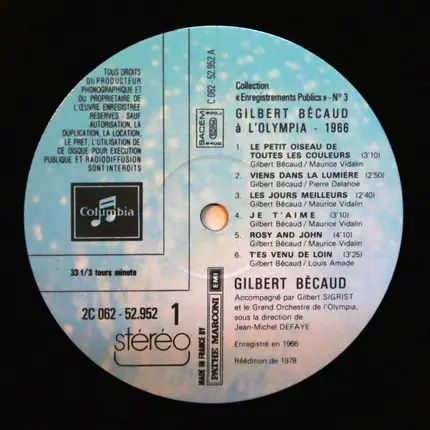 TOUS DROITS
DU PRODUCTEUR
PHONOGRAPHIQUE ET
DU PROPRIETAIRE DE
L'ŒUVRE ENREGISTREE
RESERVES - SAUF
AUTORISATION, LA
DUPLICATION, LA LOCATION,
LE PRET, L'UTILISATION DE
CE DISQUE POUR EXECUTION
PUBLIQUE ET RADIODIFFUSION
SONT INTERDITS
Columbia
33 1/3 tours minute
2C 062 - 52.952 1
stéréo
C 062-52.952 A
SACEM
MADE IN FRANCE BY
PATHE MARCONI EMI
Collection
« Enregistrements Publics » - N° 3
GILBERT BÉCAUD
à L'OLYMPIA - 1966
1. LE PETIT OISEAU DE
TOUTES LES COULEURS (3'10)
Gilbert Bécaud / Maurice Vidalin
2. VIENS DANS LA LUMIÈRE (2'50)
Gilbert Bécaud / Pierre Delanoé
3. LES JOURS MEILLEURS (2'40)
Gilbert Bécaud / Maurice Vidalin
4. JE T'AIME (3'10)
Gilbert Bécaud / Maurice Vidalin
5. ROSY AND JOHN (4'10)
Gilbert Bécaud / Maurice Vidalin
6. T'ES VENU DE LOIN (3'25)
Gilbert Bécaud / Louis Amade
GILBERT BÉCAUD
Accompagné par Gilbert SIGRIST
et le Grand Orchestre de l'Olympia,
sous la direction de
Jean-Michel DEFAYE
Enregistré en 1966
Réédition de 1978